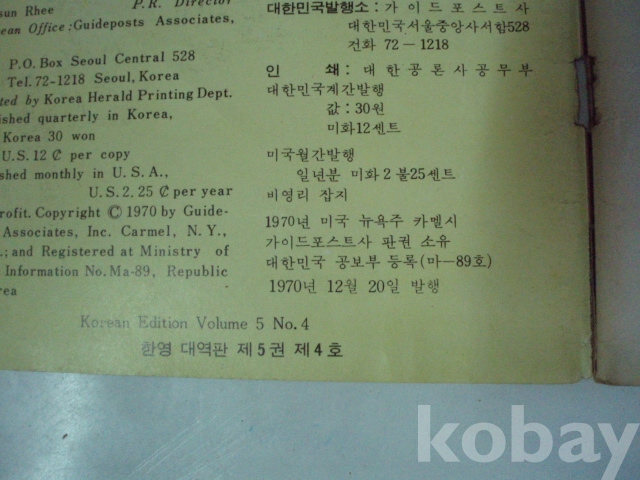 sun Rhee P.R. Director
ean Office:Guideposts Associates,
P.O. Box Seoul Central 528
Tel. 72-1218 Seoul, Korea
ted by Korea Herald Printing Dept.
ished quarterly in Korea,
Korea 30 won
U.S. 12 ₡ per copy
shed monthly in U. S. A.,
U.S. 2. 25 ₡ per year
rofit. Copyright © 1970 by Guide-
Associates, Inc. Carmel, N. Y.,
.; and Registered at Ministry of
Information No. Ma-89, Republic
rea
대한민국발행소 : 가 이 드 포 스 트 사
대한민국서울중앙사서함528
전화 72 — 1218
인 쇄 : 대 한 공 론 사 공 무 부
대한민국계간발행
값 : 30원
미화12센트
미국월간발행
일년분 미화 2 불25센트
비영리 잡지
1970년 미국 뉴욕주 카멜시
가이드포스트사 판권 소유
대한민국 공보부 등록(마—89호)
1970년 12월 20일 발행
Korean Edition Volume 5 No. 4
한영 대역판 제 5 권 제 4 호
kobay